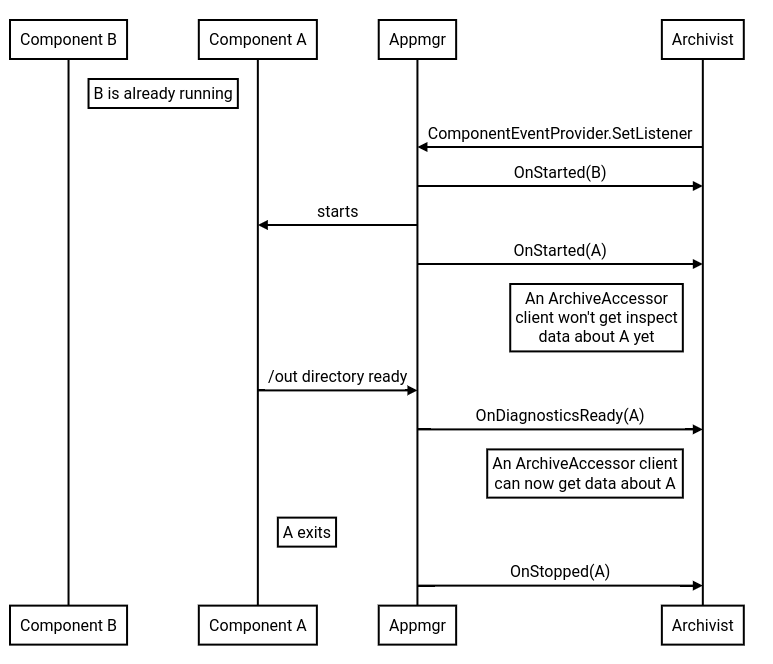 Component B
Component A
Appmgr
Archivist
B is already running
ComponentEventProvider.SetListener
OnStarted(B)
starts
OnStarted(A)
An ArchiveAccessor
client won't get inspect
data about A yet
/out directory ready
OnDiagnosticsReady(A)
An ArchiveAccessor client
can now get data about A
A exits
OnStopped(A)
Component B
Component A
Appmgr
Archivist